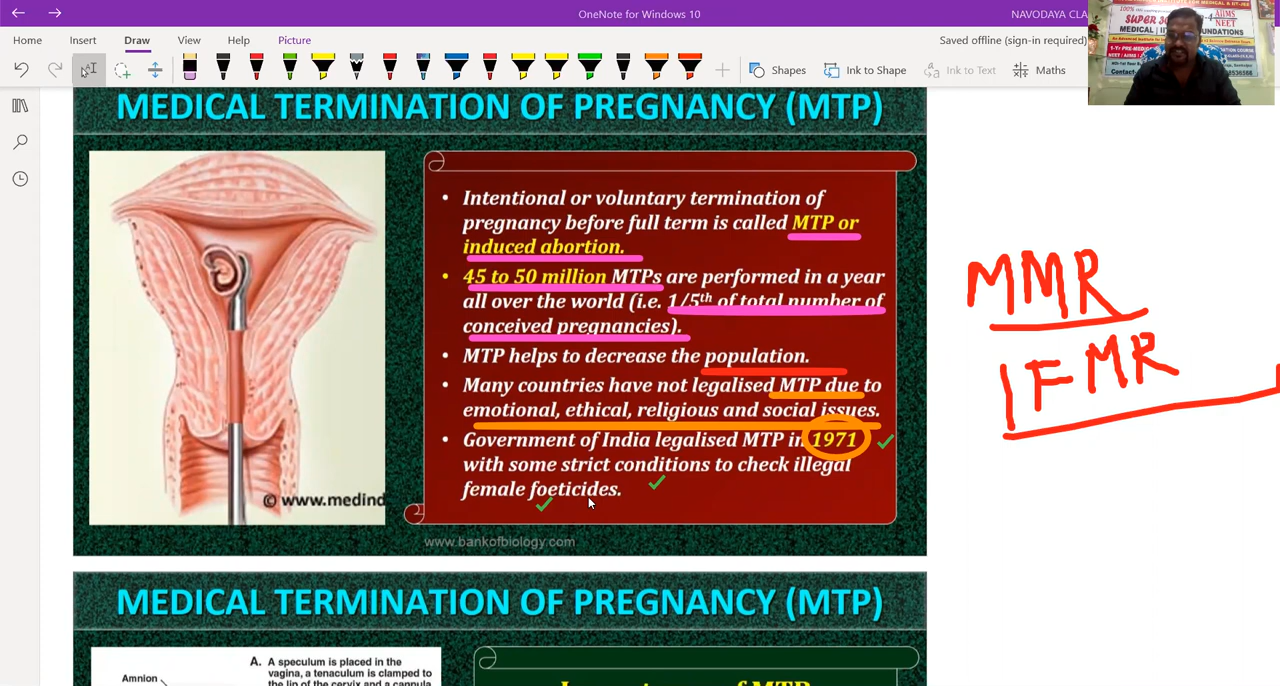 OneNote for Windows 10
NAVODAYA CLA
Home Insert Draw View Help Picture
Saved offline (sign-in required)
Shapes Ink to Shape Ink to Text Maths
AIIMS
NEET
SUPER 30
MEDICAL | I
FOUNDATIONS
MEDICAL TERMINATION OF PREGNANCY (MTP)
• Intentional or voluntary termination of
pregnancy before full term is called MTP or
induced abortion.
• 45 to 50 million MTPs are performed in a year
all over the world (i.e. 1/5th of total number of
conceived pregnancies).
• MTP helps to decrease the population.
• Many countries have not legalised MTP due to
emotional, ethical, religious and social issues.
• Government of India legalised MTP in 1971
with some strict conditions to check illegal
female foeticides.
© www.medind
www.bankofbiology.com
MMR
IFMR
MEDICAL TERMINATION OF PREGNANCY (MTP)
Amnion
A. A speculum is placed in the
vagina, a tenaculum is clamped to
the lip of the cervix and a cannula